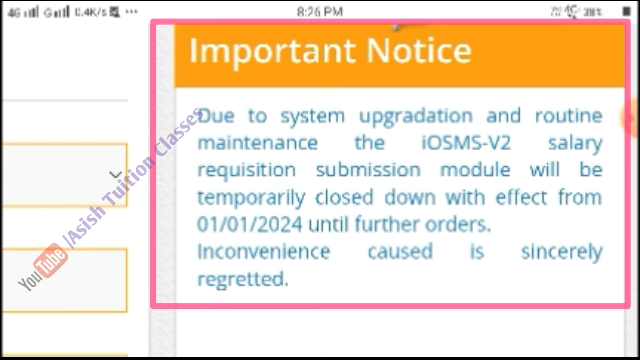 8:26 PM
Important Notice
Due to system upgradation and routine
maintenance the iOSMS-V2 salary
requisition submission module will be
temporarily closed down with effect from
01/01/2024 until further orders.
Inconvenience caused is sincerely
regretted.
YouTube /Asish Tuition Classes